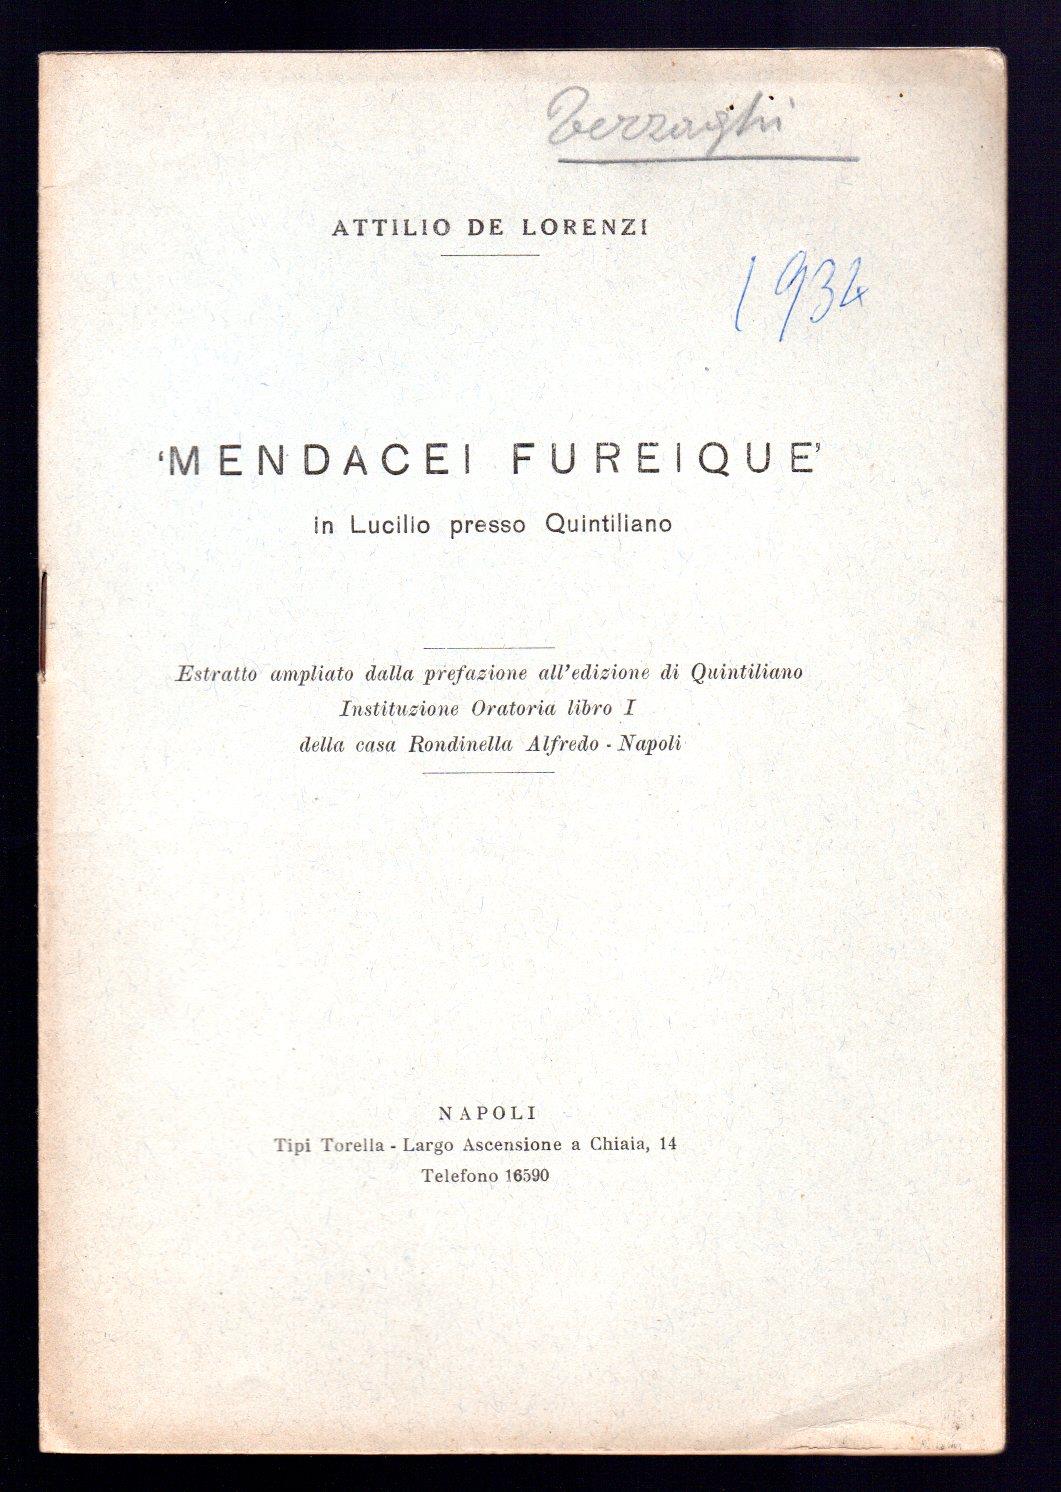 Terzaghi
ATTILIO DE LORENZI
1934
‘MENDACEI FUREIQUE’
in Lucilio presso Quintiliano
Estratto ampliato dalla prefazione all’edizione di Quintiliano
Instituzione Oratoria libro I
della casa Rondinella Alfredo - Napoli
NAPOLI
Tipi Torella - Largo Ascensione a Chiaia, 14
Telefono 16590